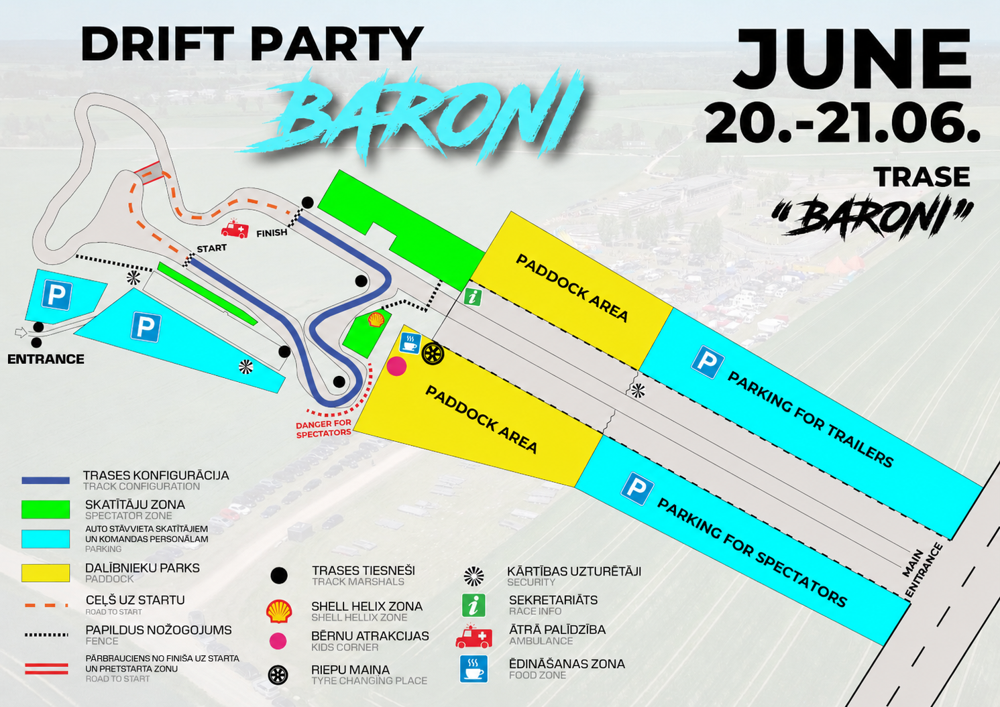 DRIFT PARTY
BARONI
JUNE
20.-21.06.
TRASE
“BARONI”
FINISH
START
P
P
ENTRANCE
i
PADDOCK AREA
PADDOCK AREA
DANGER FOR
SPECTATORS
P PARKING FOR TRAILERS
P PARKING FOR SPECTATORS
MAIN
ENTRANCE
TRASES KONFIGURĀCIJA
TRACK CONFIGURATION
SKATĪTĀJU ZONA
SPECTATOR ZONE
AUTO STĀVVIETA SKATĪTĀJIEM
UN KOMANDAS PERSONĀLAM
PARKING
DALĪBNIEKU PARKS
PADDOCK
CEĻŠ UZ STARTU
ROAD TO START
PAPILDUS NOŽOGOJUMS
FENCE
PĀRBRAUCIENS NO FINIŠA UZ STARTA
UN PRETSTARTA ZONU
ROAD TO START
TRASES TIESNEŠI
TRACK MARSHALS
SHELL HELIX ZONA
SHELL HELLIX ZONE
BĒRNU ATRAKCIJAS
KIDS CORNER
RIEPU MAIŅA
TYRE CHANGING PLACE
KĀRTĪBAS UZTURĒTĀJI
SECURITY
i
SEKRETARIĀTS
RACE INFO
ĀTRĀ PALĪDZĪBA
AMBULANCE
ĒDINĀŠANAS ZONA
FOOD ZONE